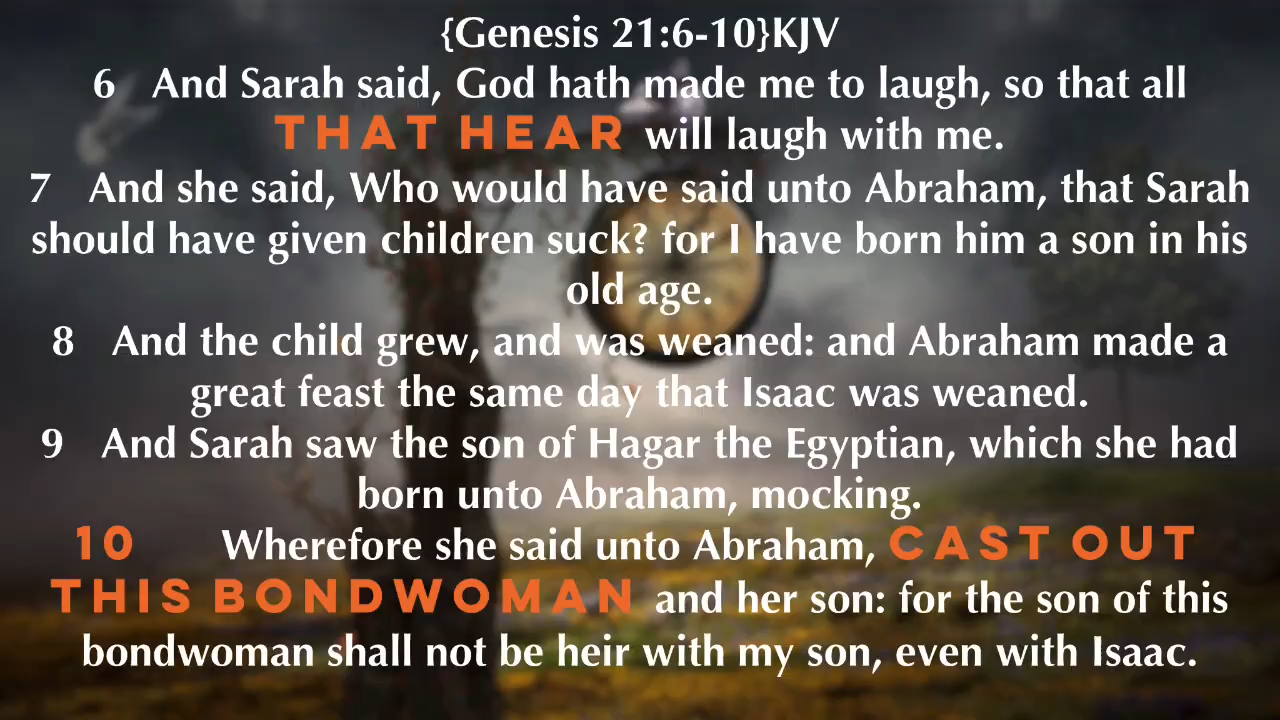 {Genesis 21:6-10}KJV
6 And Sarah said, God hath made me to laugh, so that all
THAT HEAR will laugh with me.
7 And she said, Who would have said unto Abraham, that Sarah
should have given children suck? for I have born him a son in his
old age.
8 And the child grew, and was weaned: and Abraham made a
great feast the same day that Isaac was weaned.
9 And Sarah saw the son of Hagar the Egyptian, which she had
born unto Abraham, mocking.
10 Wherefore she said unto Abraham, CAST OUT
THIS BONDWOMAN and her son: for the son of this
bondwoman shall not be heir with my son, even with Isaac.